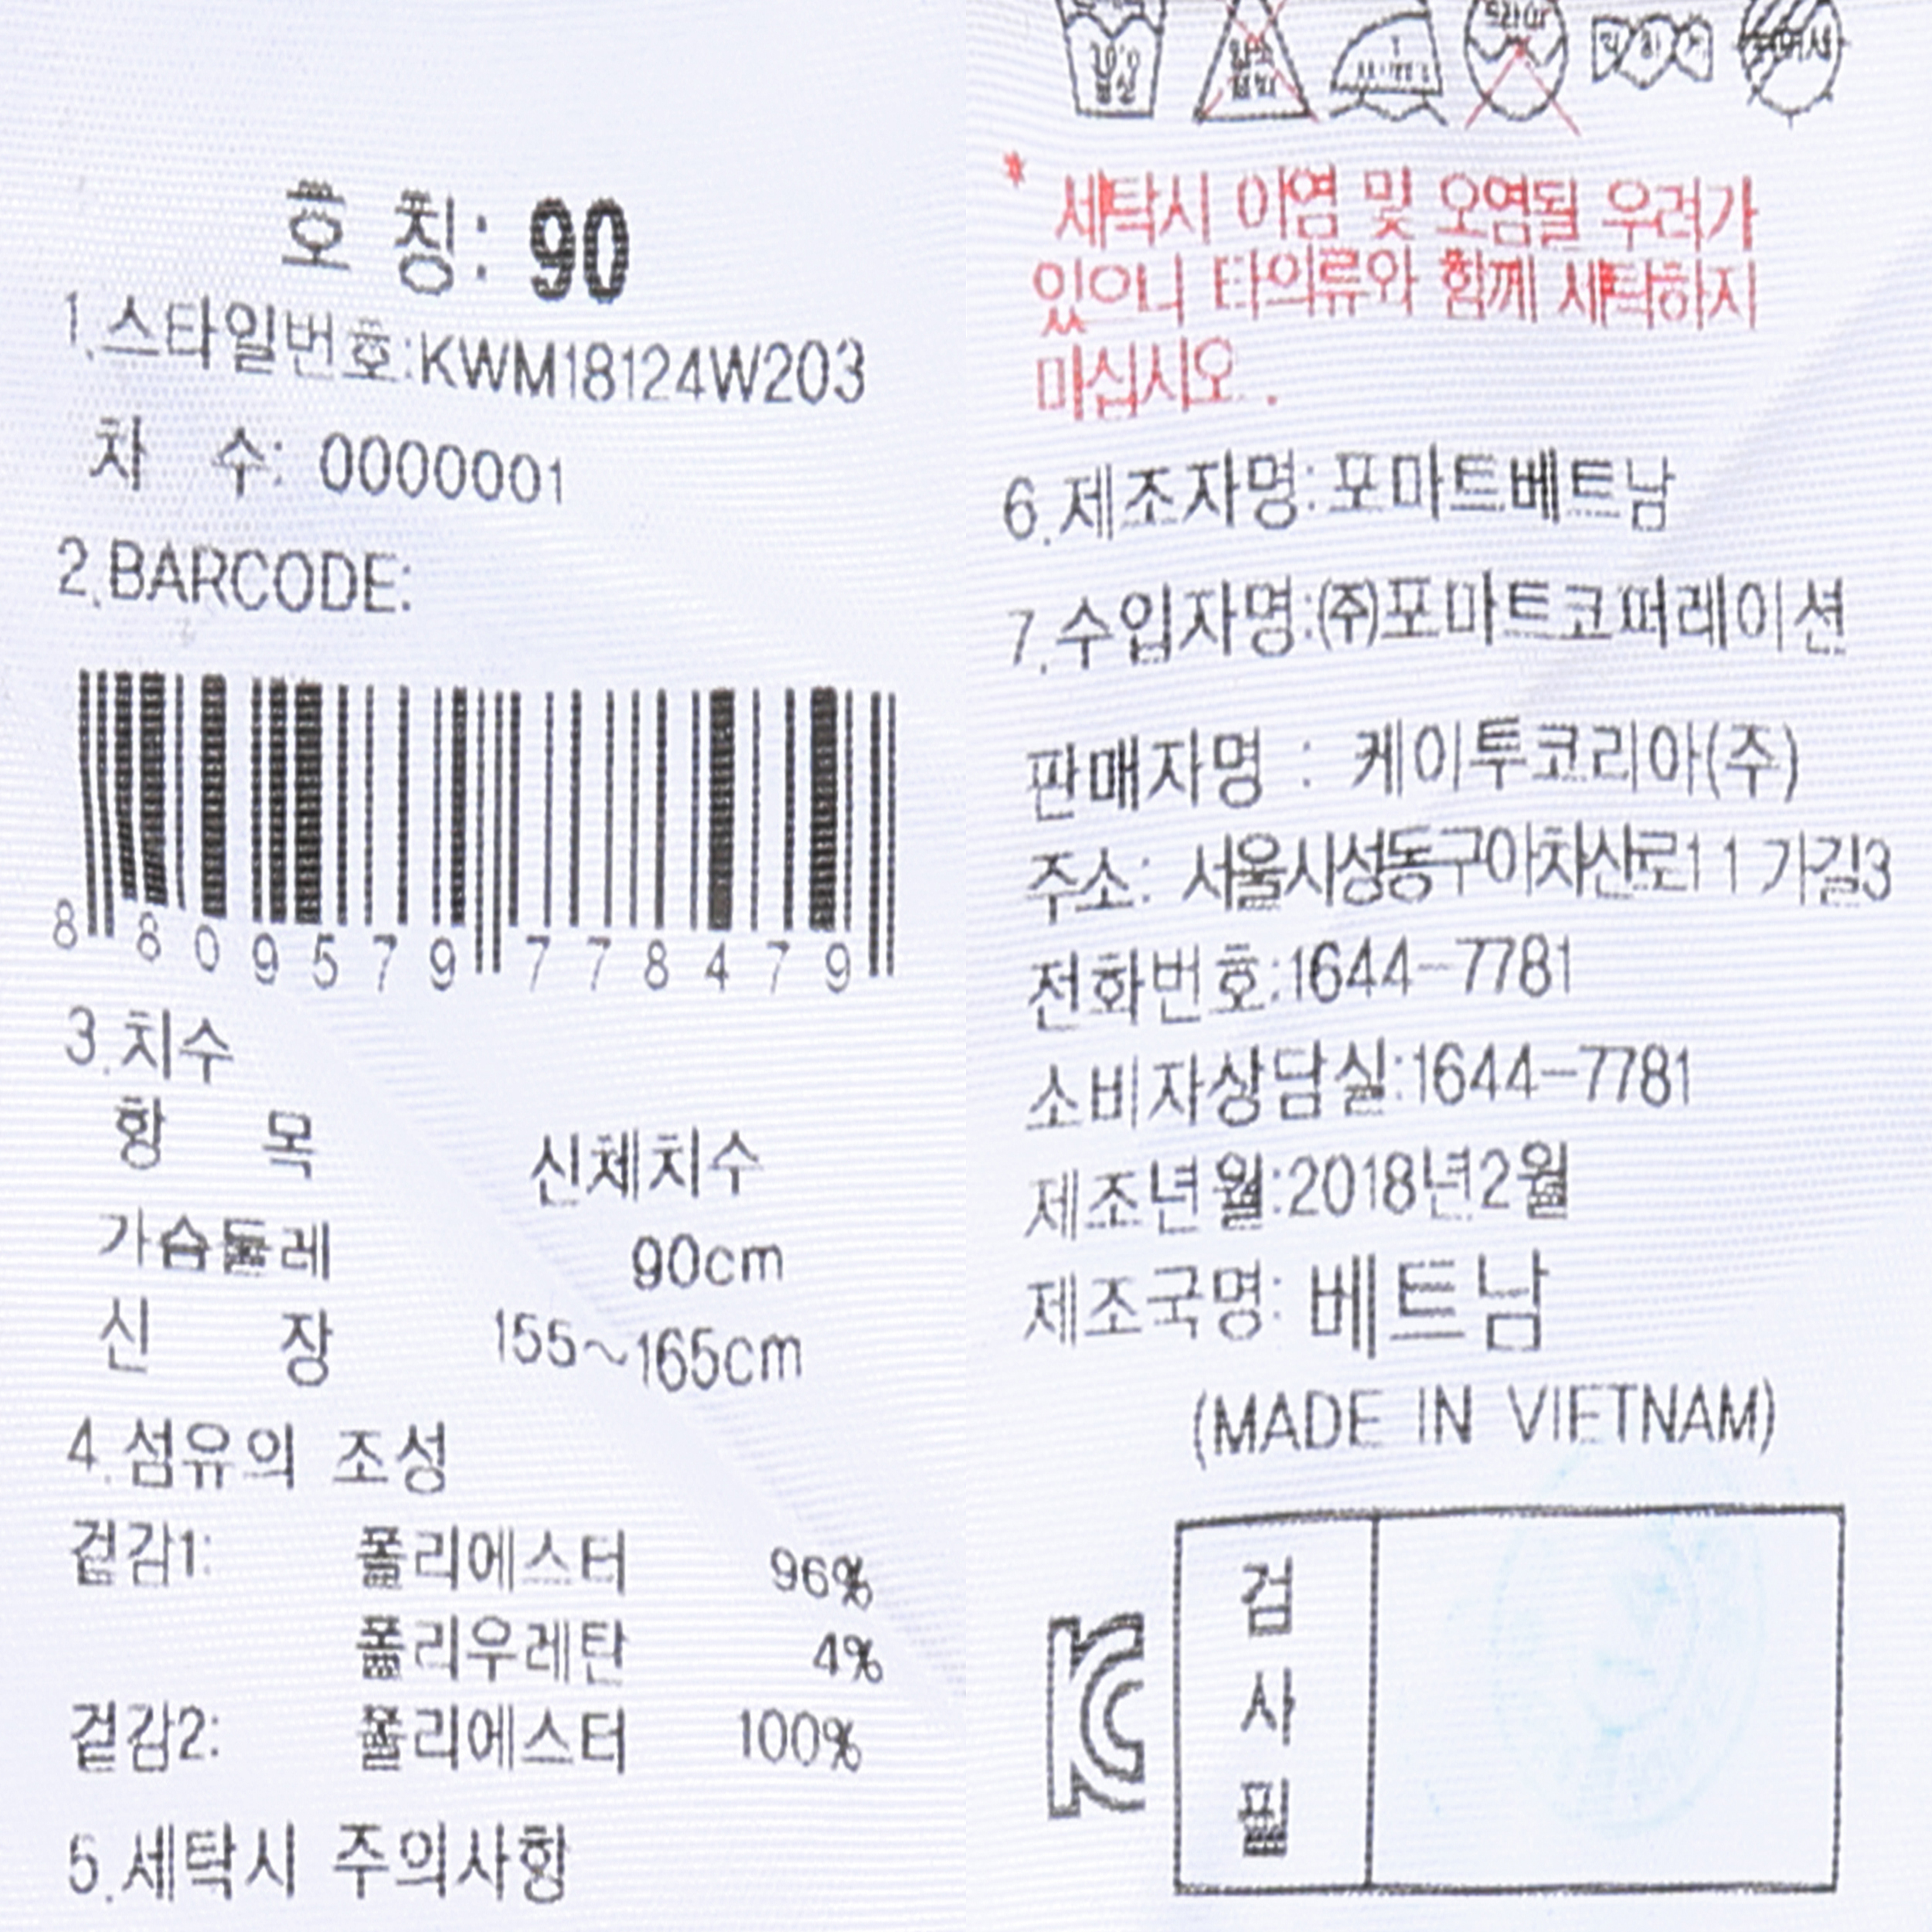 호 칭: 90
1.스타일번호:KWM18124W203
차 수: 0000001
2.BARCODE:
8 809579 778479
3.치수
항 목 신체치수
가슴둘레 90cm
신 장 155~165cm
4.섬유의 조성
겉감1: 폴리에스터 96%
폴리우레탄 4%
겉감2: 폴리에스터 100%
5.세탁시 주의사항
* 세탁시 이염 및 오염될 우려가
있으니 타의류와 함께 세탁하지
마십시오.
6.제조자명:포마트베트남
7.수입자명:(주)포마트코퍼레이션
판매자명 : 케이투코리아(주)
주소: 서울시성동구아차산로11가길3
전화번호:1644-7781
소비자상담실:1644-7781
제조년월:2018년2월
제조국명: 베트남
(MADE IN VIETNAM)
검
사
필
KC